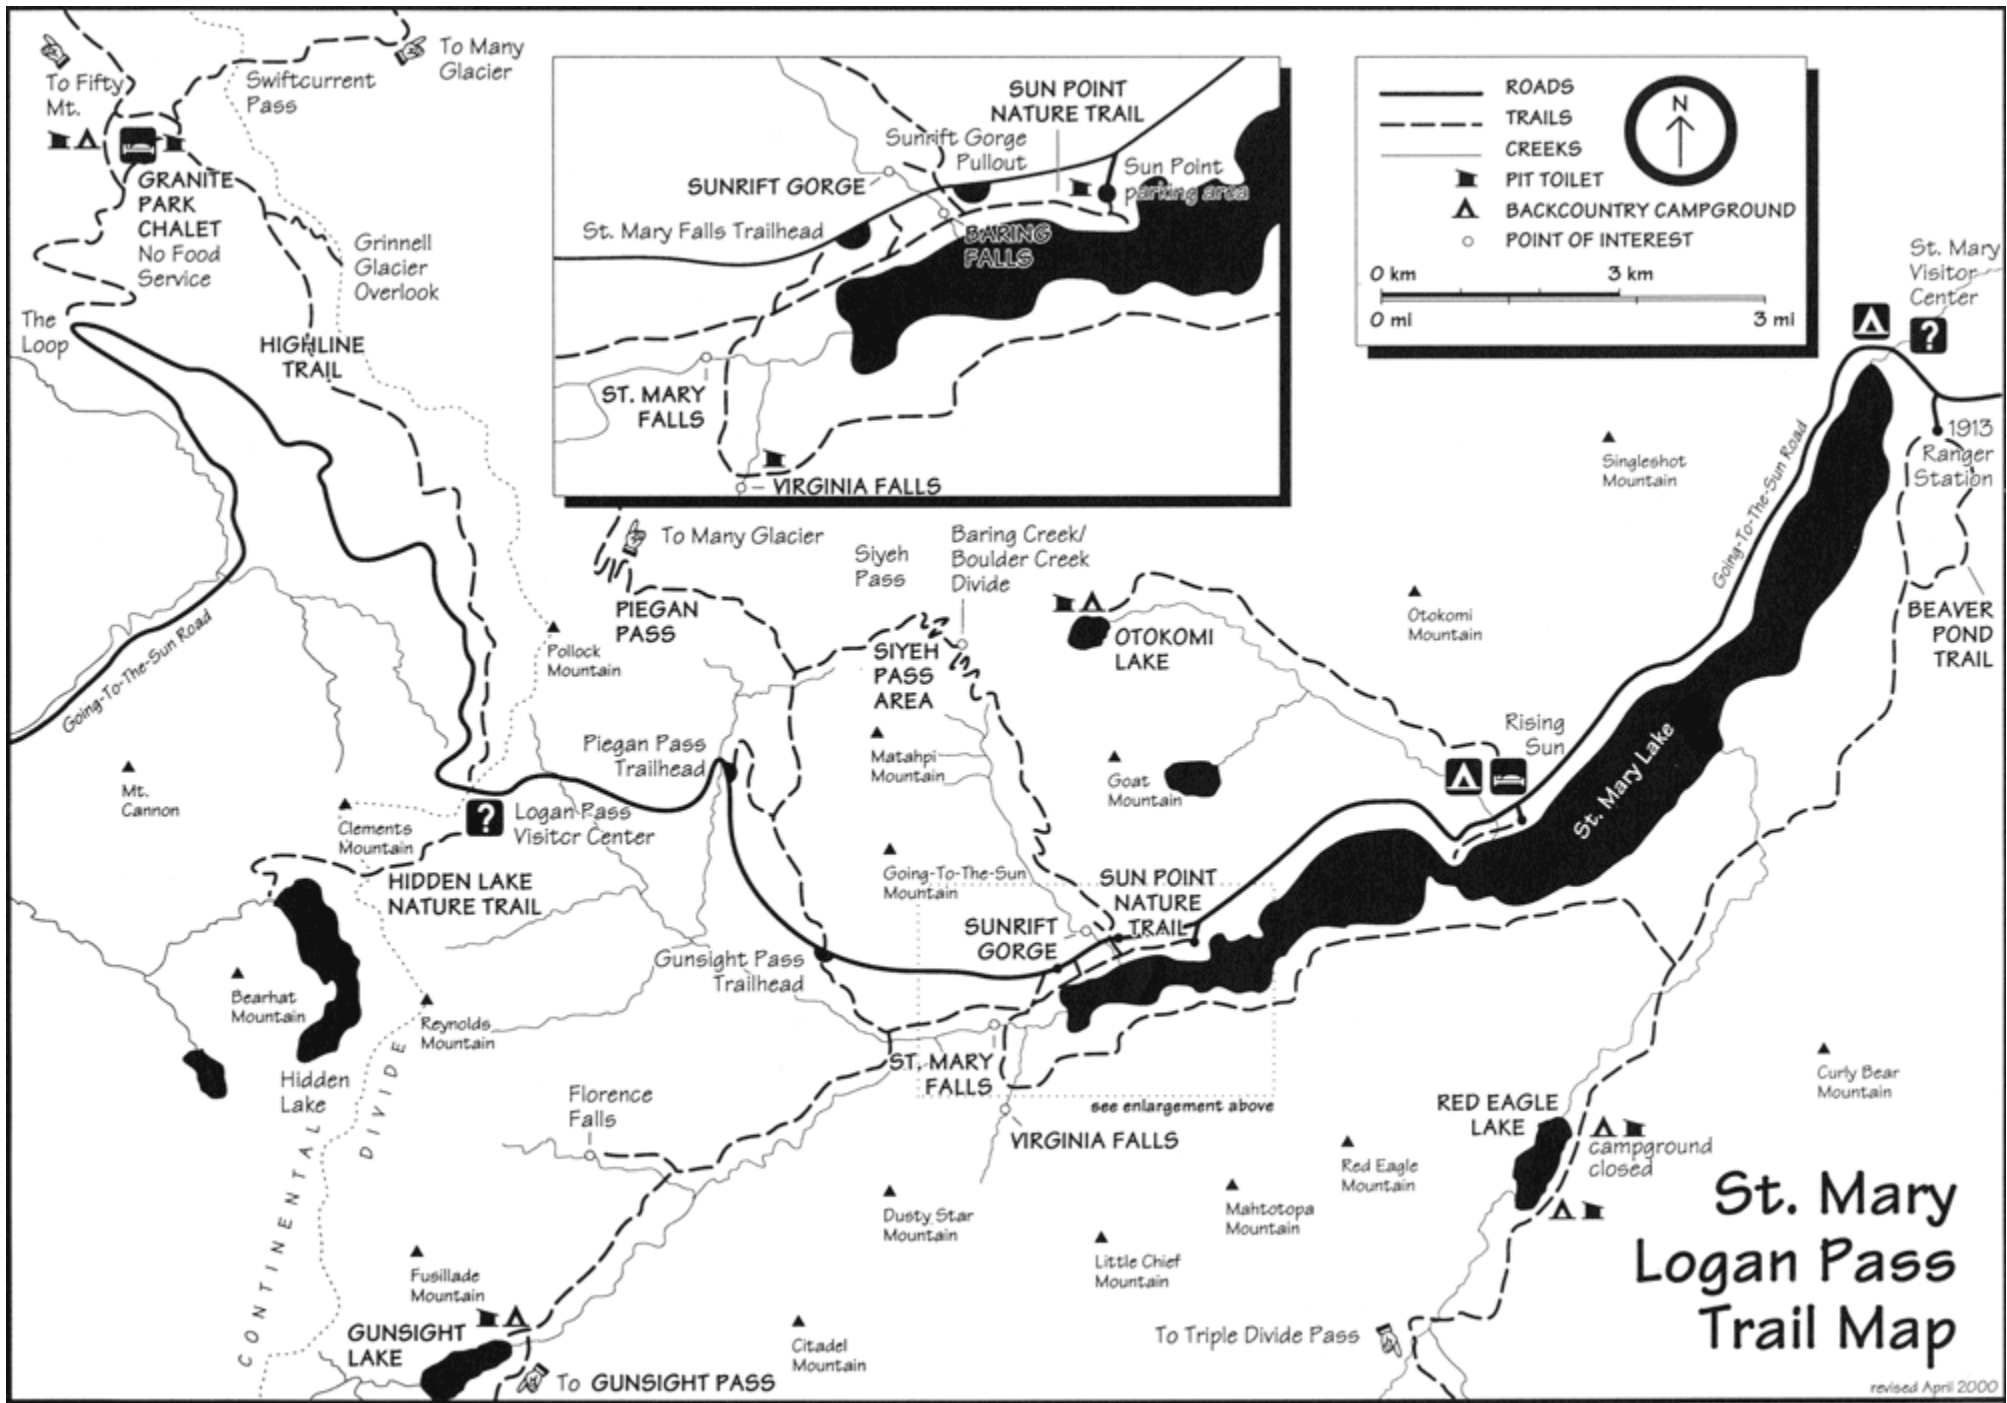 To Many
Glacier
To Fifty
Mt.
Swiftcurrent
Pass
GRANITE
PARK
CHALET
No Food
Service
Grinnell
Glacier
Overlook
The
Loop
HIGHLINE
TRAIL
SUN POINT
NATURE TRAIL
Sunrift Gorge
Pullout
Sun Point
parking area
SUNRIFT GORGE
St. Mary Falls Trailhead
BARING
FALLS
ST. MARY
FALLS
VIRGINIA FALLS
ROADS
TRAILS
CREEKS
PIT TOILET
BACKCOUNTRY CAMPGROUND
POINT OF INTEREST
N
0 km
3 km
0 mi
3 mi
St. Mary
Visitor
Center
?
1913
Ranger
Station
Going-To-The-Sun Road
Singleshot
Mountain
BEAVER
POND
TRAIL
To Many Glacier
Siyeh
Pass
Baring Creek/
Boulder Creek
Divide
PIEGAN
PASS
Pollock
Mountain
SIYEH
PASS
AREA
OTOKOMI
LAKE
Otokomi
Mountain
Going-To-The-Sun Road
Piegan Pass
Trailhead
Matahpi
Mountain
Goat
Mountain
Rising
Sun
St. Mary Lake
Mt.
Cannon
Clements
Mountain
?
Logan Pass
Visitor Center
HIDDEN LAKE
NATURE TRAIL
Going-To-The-Sun
Mountain
SUN POINT
NATURE
TRAIL
SUNRIFT
GORGE
Gunsight Pass
Trailhead
Bearhat
Mountain
Reynolds
Mountain
Hidden
Lake
CONTINENTAL
DIVIDE
ST. MARY
FALLS
see enlargement above
VIRGINIA FALLS
Florence
Falls
Curly Bear
Mountain
RED EAGLE
LAKE
campground
closed
Red Eagle
Mountain
Mahtotopa
Mountain
Dusty Star
Mountain
Little Chief
Mountain
Fusillade
Mountain
GUNSIGHT
LAKE
Citadel
Mountain
To GUNSIGHT PASS
To Triple Divide Pass
St. Mary
Logan Pass
Trail Map
revised April 2000